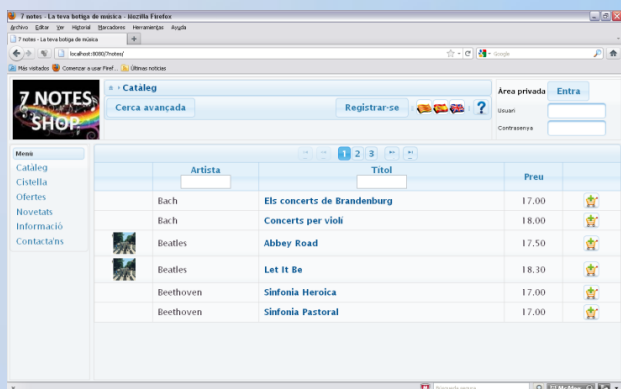 7 notes - La teva botiga de música - Mozilla Firefox
Archivo Editar Ver Historial Marcadores Herramientas Ayuda
7 notes - La teva botiga de música +
localhost:8080/7notes/
Google
Más visitados Comenzar a usar Firef... Últimas noticias
7 NOTES
SHOP
Catàleg
Cerca avançada
Registrar-se
?
Àrea privada
Entra
Usuari
Contrasenya
Menú
Catàleg
Cistella
Ofertes
Novetats
Informació
Contacta'ns
1 2 3
Artista Títol Preu
Bach Els concerts de Brandenburg 17.00
Bach Concerts per violí 18.00
Beatles Abbey Road 17.50
Beatles Let It Be 18.30
Beethoven Sinfonia Heroica 17.00
Beethoven Sinfonia Pastoral 17.00